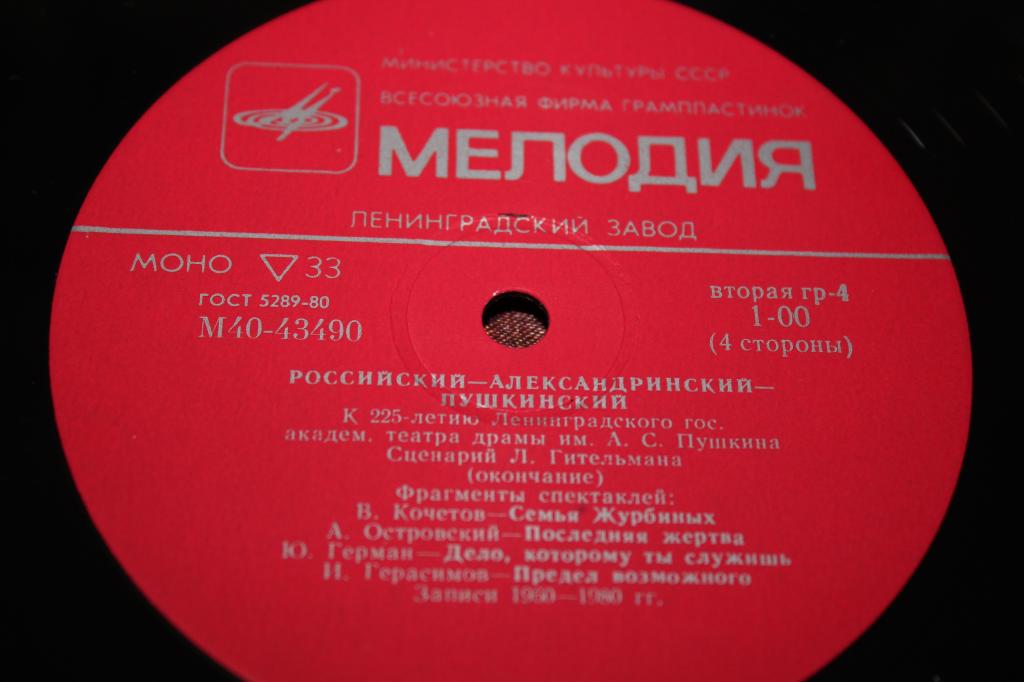 МИНИСТЕРСТВО КУЛЬТУРЫ СССР
ВСЕСОЮЗНАЯ ФИРМА ГРАМПЛАСТИНОК
МЕЛОДИЯ
ЛЕНИНГРАДСКИЙ ЗАВОД
МОНО ▽ 33
ГОСТ 5289-80
М40-43490
вторая гр-4
1-00
(4 стороны)
РОССИЙСКИЙ—АЛЕКСАНДРИНСКИЙ—
ПУШКИНСКИЙ
К 225-летию Ленинградского гос.
академ. театра драмы им. А. С. Пушкина
Сценарий Л. Гительмана
(окончание)
Фрагменты спектаклей:
В. Кочетов—Семья Журбиных
А. Островский—Последняя жертва
Ю. Герман—Дело, которому ты служишь
И. Герасимов—Предел возможного
Записи 1960—1980 гг.